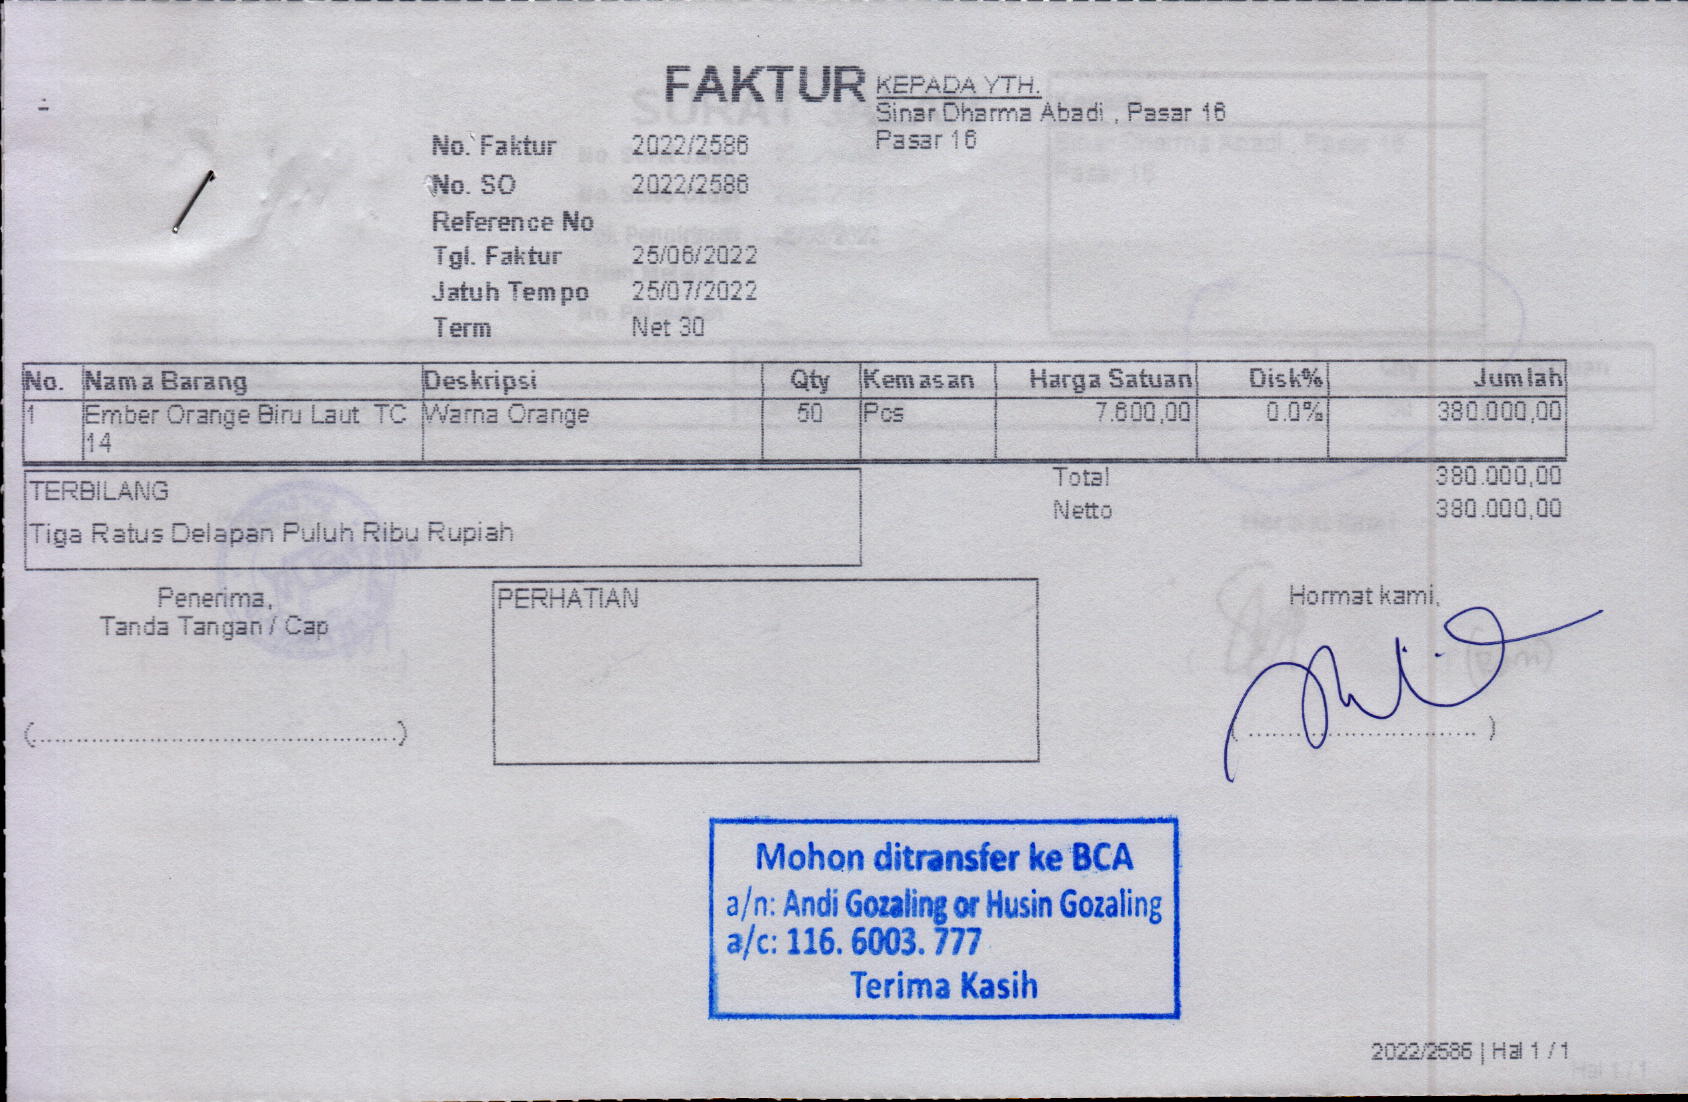 FAKTUR
KEPADA YTH.
Sinar Dharma Abadi , Pasar 16
Pasar 16
No. Faktur 2022/2586
No. SO 2022/2586
Reference No
Tgl. Faktur 25/06/2022
Jatuh Tempo 25/07/2022
Term Net 30
No. Nama Barang Deskripsi Qty Kemasan Harga Satuan Disk% Jumlah
1 Ember Orange Biru Laut TC Warna Orange 50 Pcs 7.600,00 0.0% 380.000,00
14
Total 380.000,00
TERBILANG
Netto 380.000,00
Tiga Ratus Delapan Puluh Ribu Rupiah
Penerima,
Tanda Tangan / Cap
PERHATIAN
Hormat kami,
(..................................................)
( ............................... )
Mohon ditransfer ke BCA
a/n: Andi Gozaling or Husin Gozaling
a/c: 116. 6003. 777
Terima Kasih
2022/2586 | Hal 1 / 1